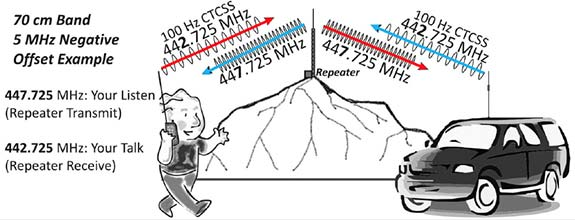 70 cm Band
5 MHz Negative
Offset Example
447.725 MHz: Your Listen
(Repeater Transmit)
442.725 MHz: Your Talk
(Repeater Receive)
100 Hz CTCSS
442.725 MHz
447.725 MHz
Repeater
447.725 MHz
100 Hz CTCSS
442.725 MHz